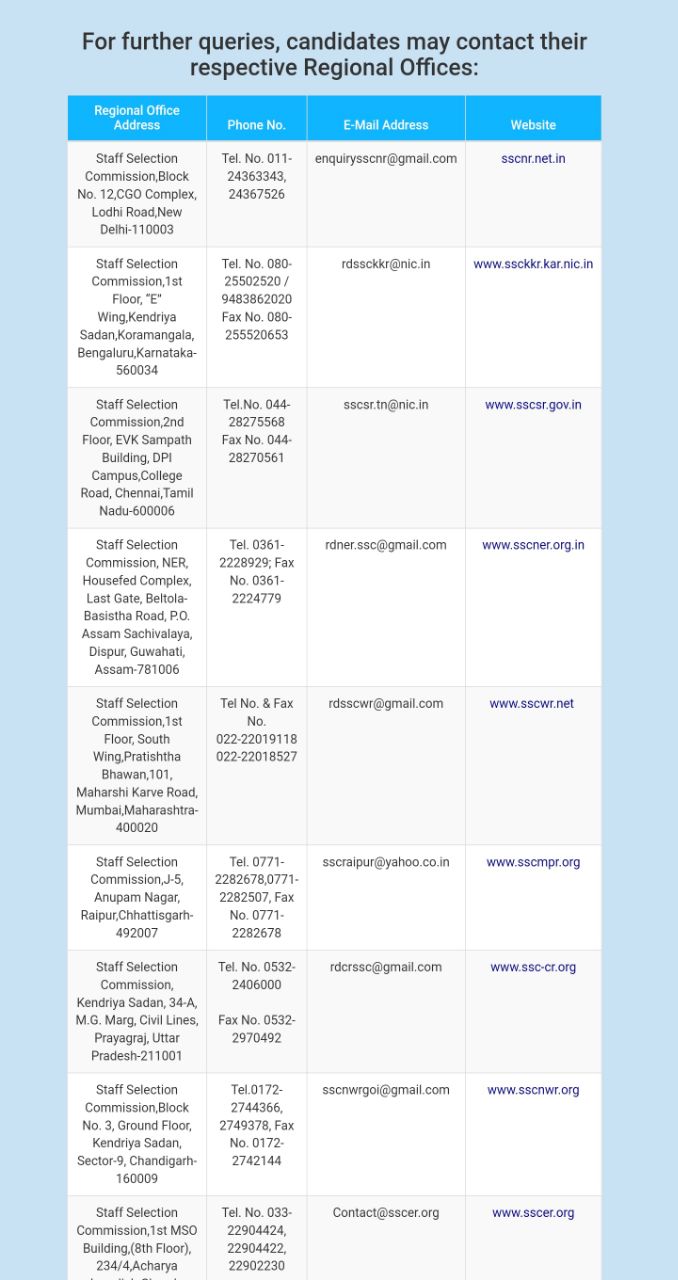 For further queries, candidates may contact their
respective Regional Offices:
Regional Office
Address
Phone No.
E-Mail Address
Website
Staff Selection
Commission,Block
No. 12,CGO Complex,
Lodhi Road,New
Delhi-110003
Tel. No. 011-
24363343,
24367526
enquirysscnr@gmail.com
sscnr.net.in
Staff Selection
Commission,1st
Floor, “E”
Wing,Kendriya
Sadan,Koramangala,
Bengaluru,Karnataka-
560034
Tel. No. 080-
25502520 /
9483862020
Fax No. 080-
255520653
rdssckkr@nic.in
www.ssckkr.kar.nic.in
Staff Selection
Commission,2nd
Floor, EVK Sampath
Building, DPI
Campus,College
Road, Chennai,Tamil
Nadu-600006
Tel.No. 044-
28275568
Fax No. 044-
28270561
sscsr.tn@nic.in
www.sscsr.gov.in
Staff Selection
Commission, NER,
Housefed Complex,
Last Gate, Beltola-
Basistha Road, P.O.
Assam Sachivalaya,
Dispur, Guwahati,
Assam-781006
Tel. 0361-
2228929; Fax
No. 0361-
2224779
rdner.ssc@gmail.com
www.sscner.org.in
Staff Selection
Commission,1st
Floor, South
Wing,Pratishtha
Bhawan,101,
Maharshi Karve Road,
Mumbai,Maharashtra-
400020
Tel No. & Fax
No.
022-22019118
022-22018527
rdsscwr@gmail.com
www.sscwr.net
Staff Selection
Commission,J-5,
Anupam Nagar,
Raipur,Chhattisgarh-
492007
Tel. 0771-
2282678,0771-
2282507, Fax
No. 0771-
2282678
sscraipur@yahoo.co.in
www.sscmpr.org
Staff Selection
Commission,
Kendriya Sadan, 34-A,
M.G. Marg, Civil Lines,
Prayagraj, Uttar
Pradesh-211001
Tel. No. 0532-
2406000
Fax No. 0532-
2970492
rdcrssc@gmail.com
www.ssc-cr.org
Staff Selection
Commission,Block
No. 3, Ground Floor,
Kendriya Sadan,
Sector-9, Chandigarh-
160009
Tel.0172-
2744366,
2749378, Fax
No. 0172-
2742144
sscnwrgoi@gmail.com
www.sscnwr.org
Staff Selection
Commission,1st MSO
Building,(8th Floor),
234/4,Acharya
Tel. No. 033-
22904424,
22904422,
22902230
Contact@sscer.org
www.sscer.org